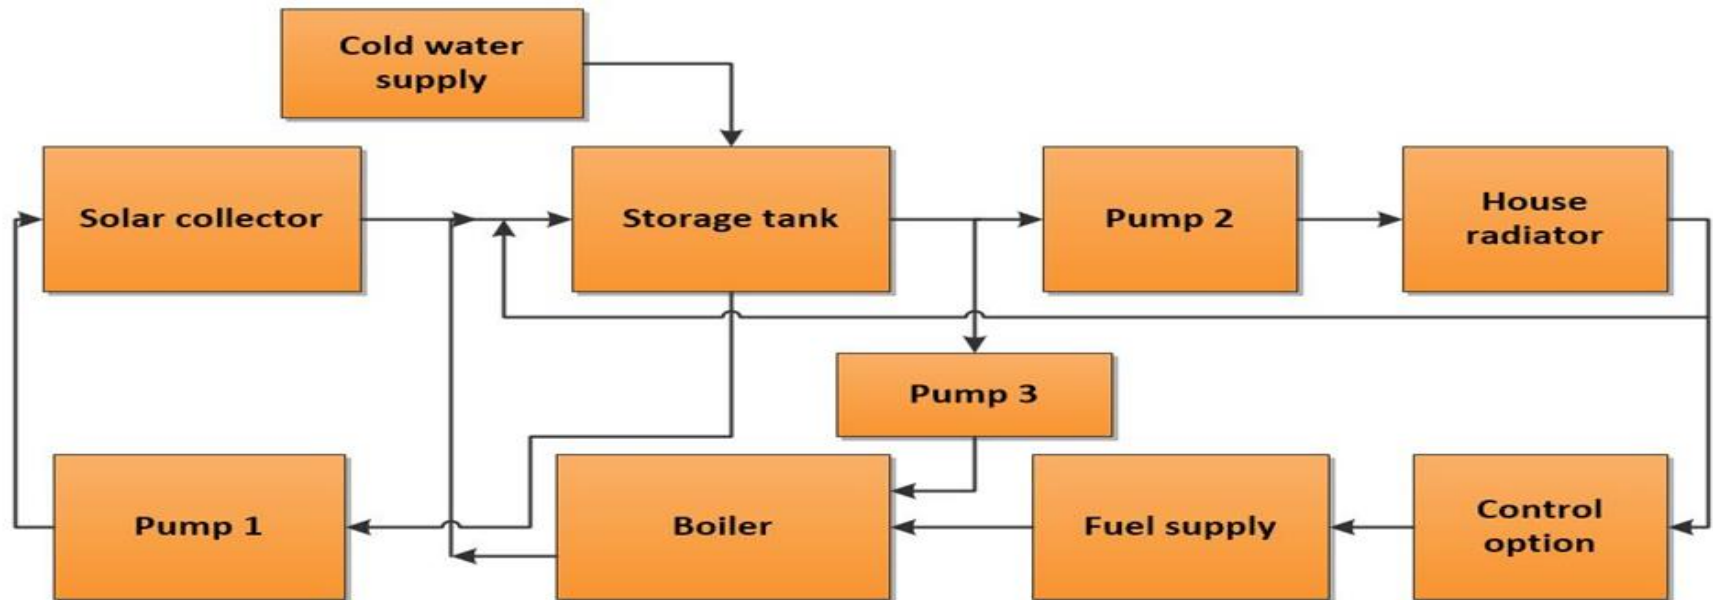 Cold water
supply
Solar collector
Storage tank
Pump 2
House
radiator
Pump 3
Pump 1
Boiler
Fuel supply
Control
option